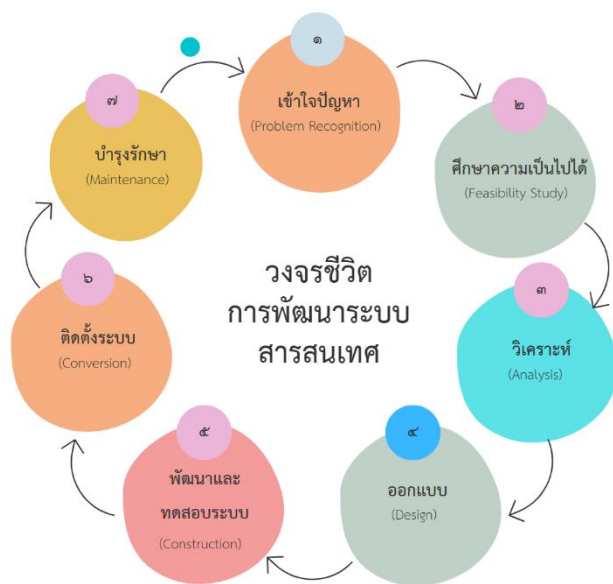 ๑
เข้าใจปัญหา
(Problem Recognition)
๒
ศึกษาความเป็นไปได้
(Feasibility Study)
๓
วิเคราะห์
(Analysis)
๔
ออกแบบ
(Design)
๕
พัฒนาและ
ทดสอบระบบ
(Construction)
๖
ติดตั้งระบบ
(Conversion)
๗
บำรุงรักษา
(Maintenance)
วงจรชีวิต
การพัฒนาระบบ
สารสนเทศ